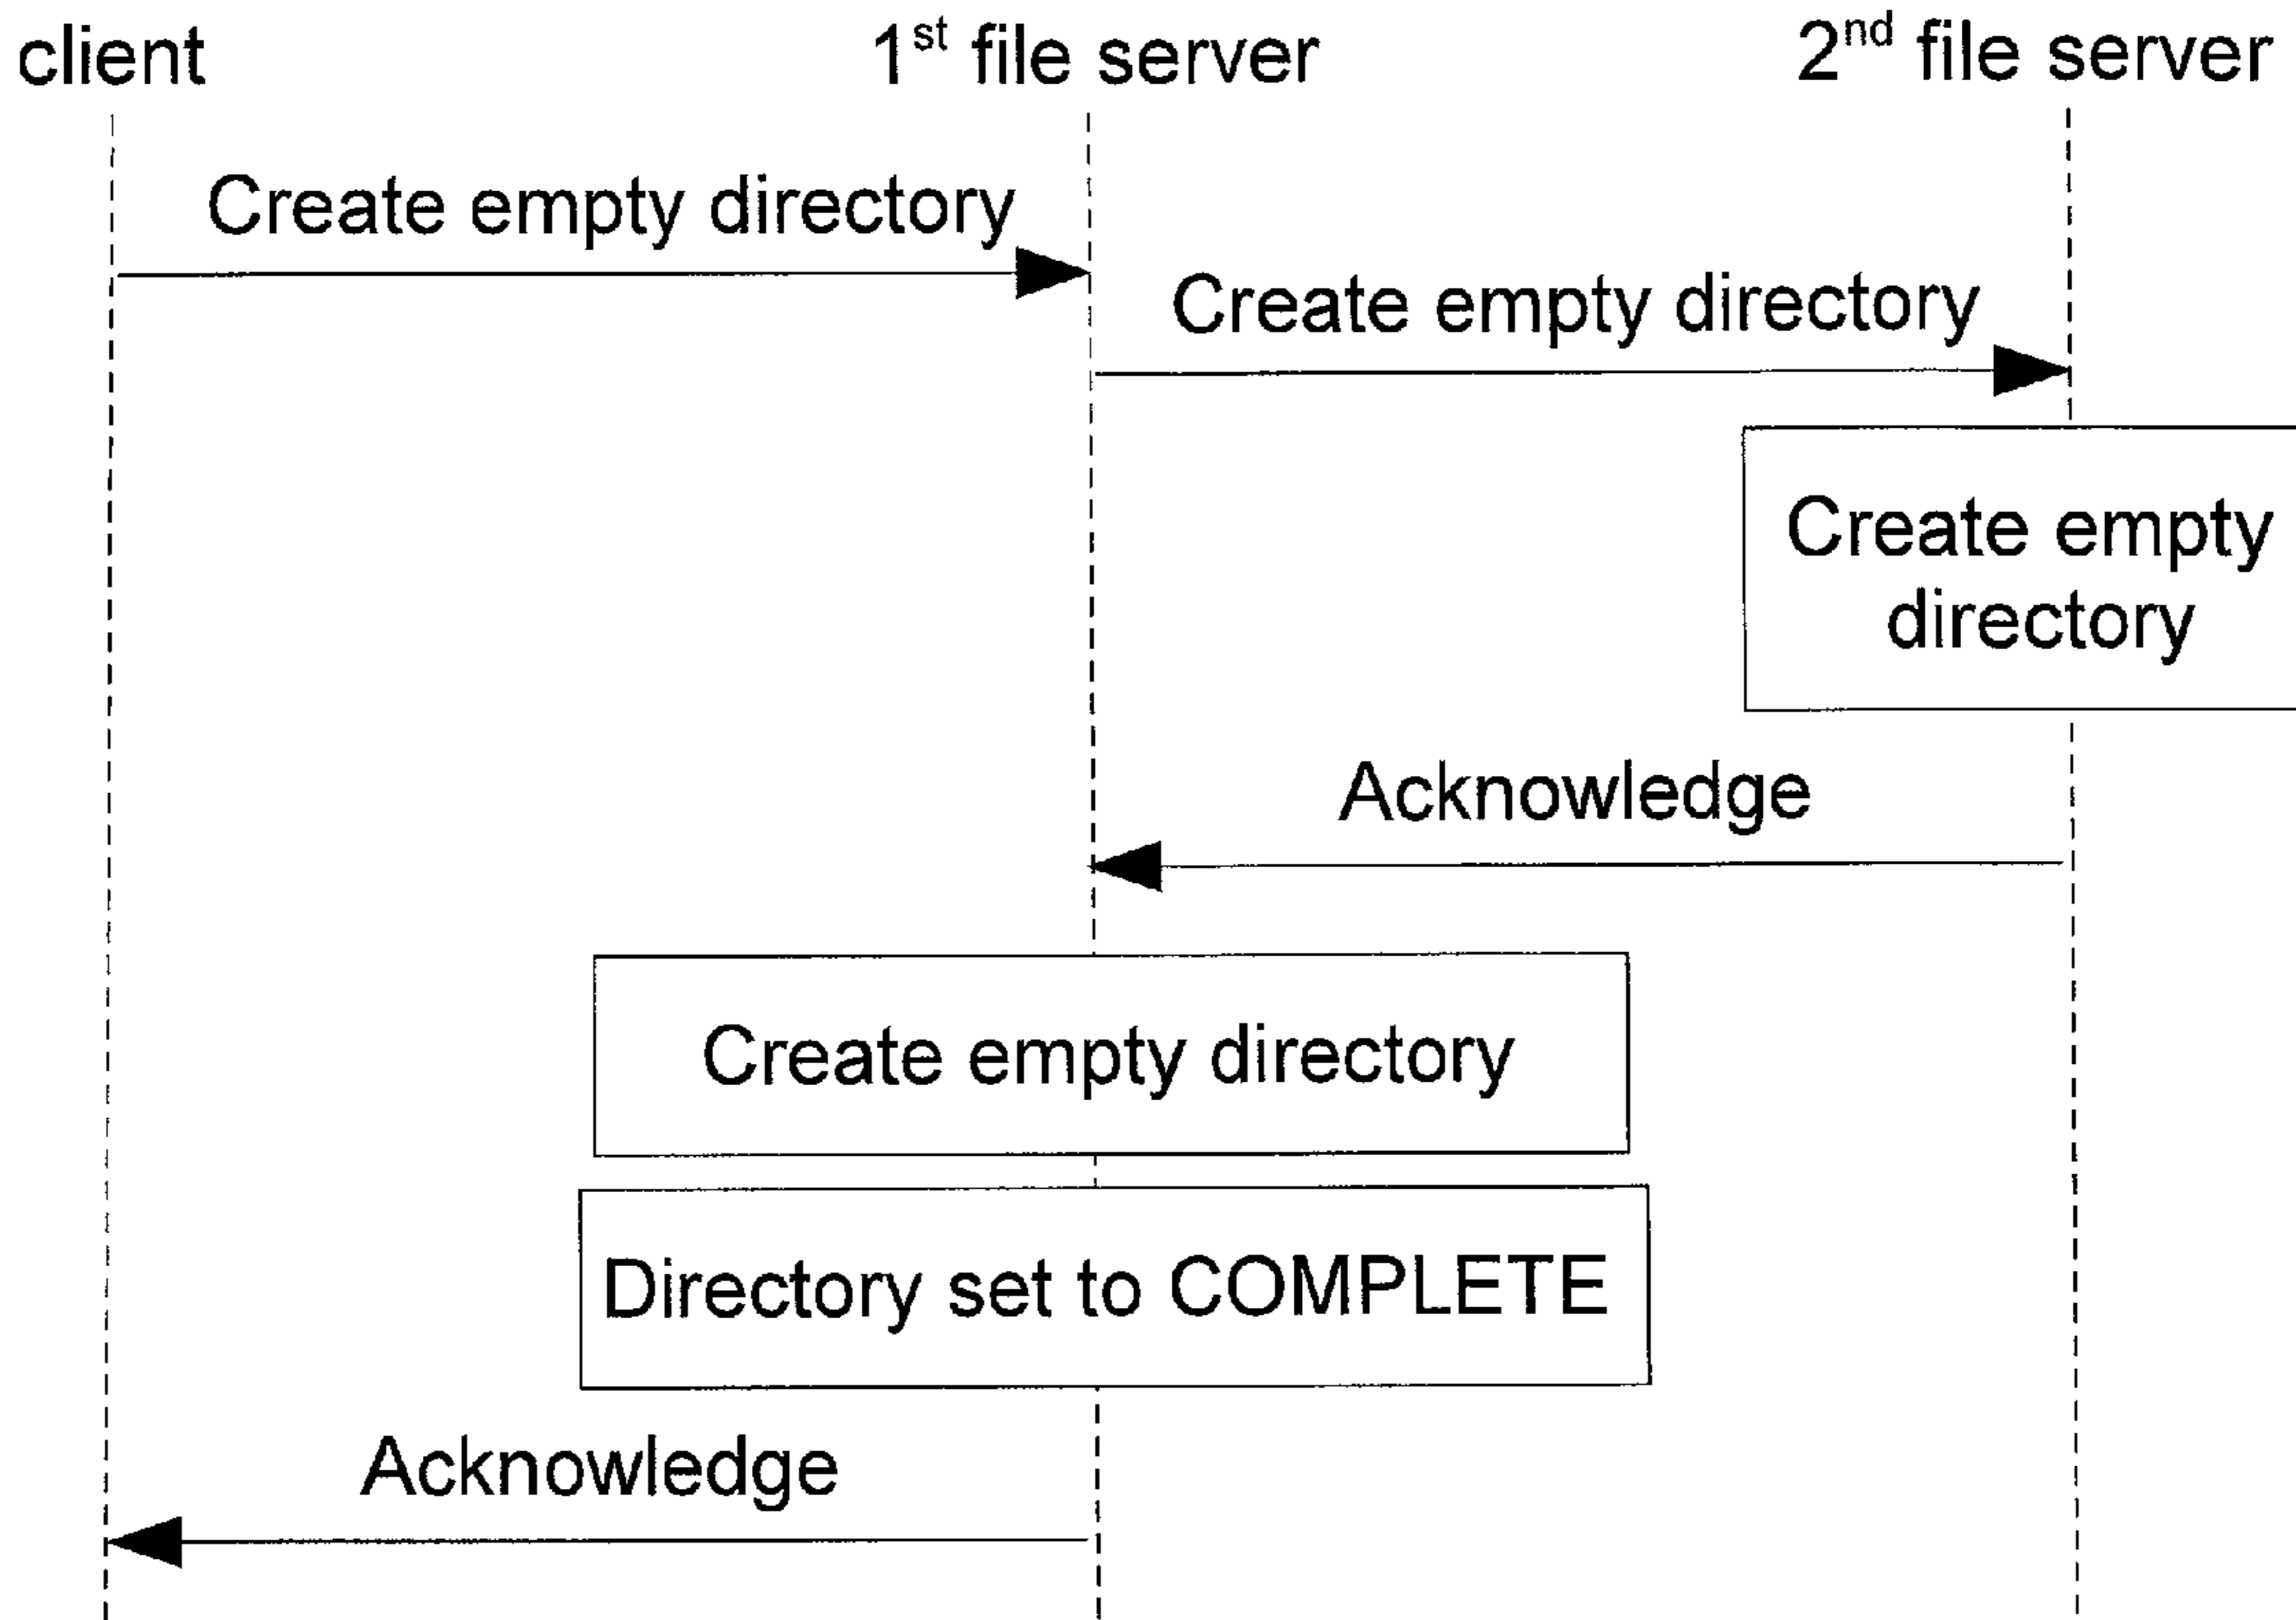 client
1st file server
2nd file server
Create empty directory
Create empty directory
Create empty
directory
Acknowledge
Create empty directory
Directory set to COMPLETE
Acknowledge